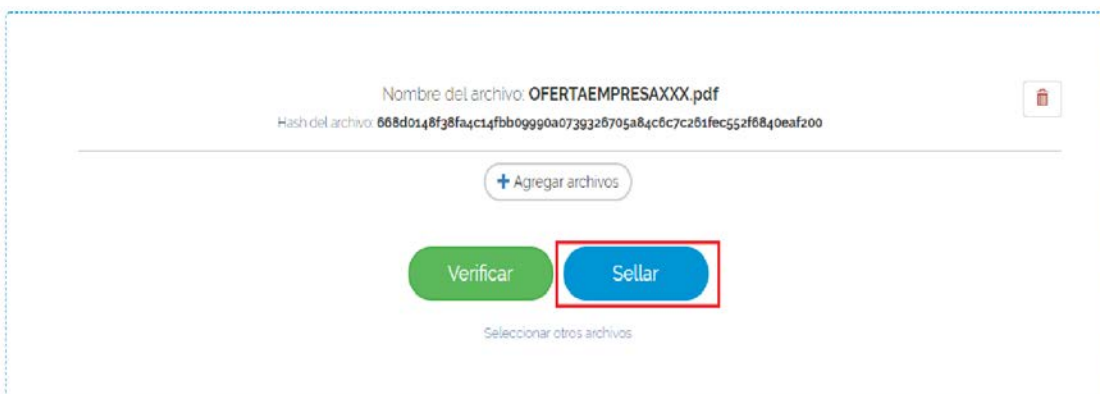 Nombre del archivo: OFERTAEMPRESAXXX.pdf
Hash del archivo: 668d0148f38fa4c14fbb09990a0739326705a84c6c7c261fec552f6840eaf200
+ Agregar archivos
Verificar
Sellar
Seleccionar otros archivos